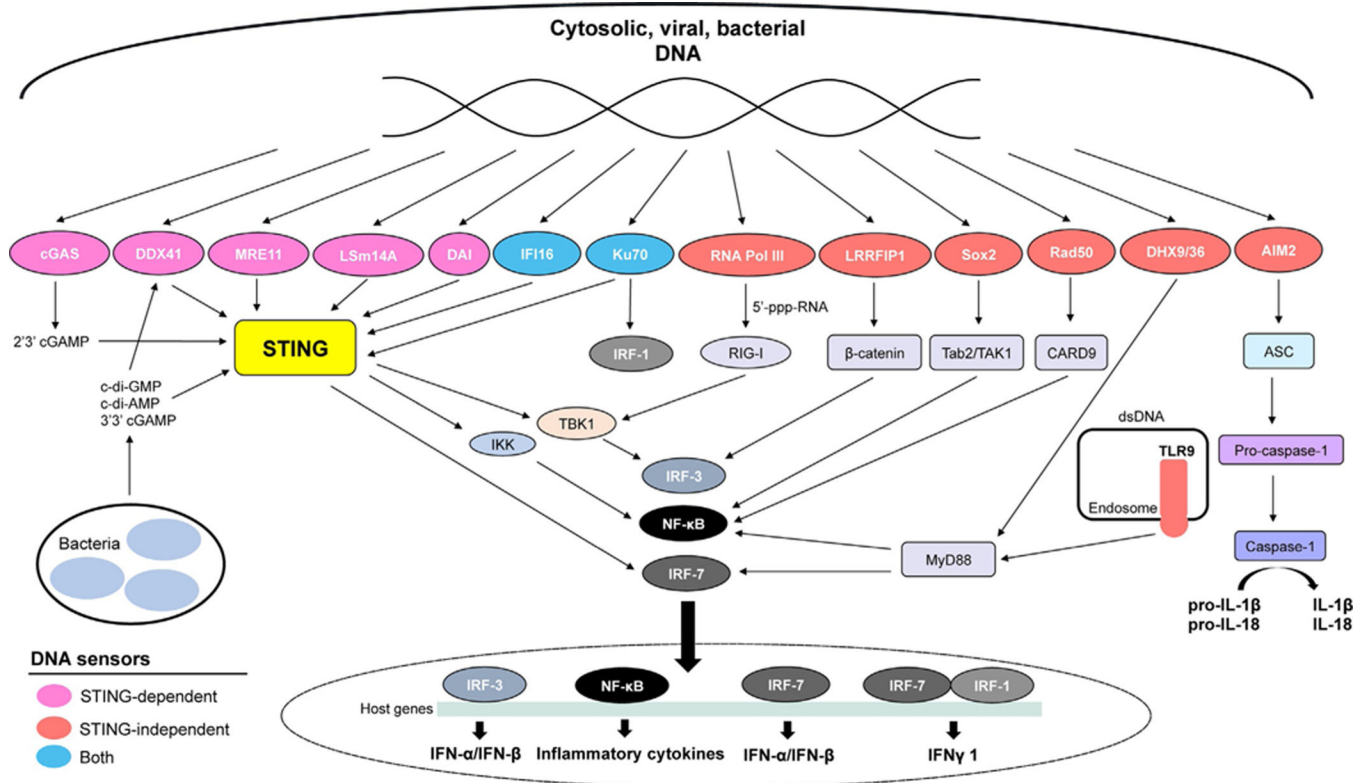 Cytosolic, viral, bacterial
DNA
cGAS
DDX41
MRE11
LSm14A
DAI
IFI16
Ku70
RNA Pol III
LRRFIP1
Sox2
Rad50
DHX9/36
AIM2
5'-ppp-RNA
2'3' cGAMP
STING
IRF-1
RIG-I
β-catenin
Tab2/TAK1
CARD9
ASC
c-di-GMP
c-di-AMP
3'3' cGAMP
TBK1
IKK
IRF-3
NF-κB
IRF-7
MyD88
dsDNA
TLR9
Endosome
Pro-caspase-1
Caspase-1
pro-IL-1β
pro-IL-18
IL-1β
IL-18
Bacteria
DNA sensors
STING-dependent
STING-independent
Both
IRF-3
NF-κB
IRF-7
IRF-7
IRF-1
Host genes
IFN-α/IFN-β
Inflammatory cytokines
IFN-α/IFN-β
IFNγ 1